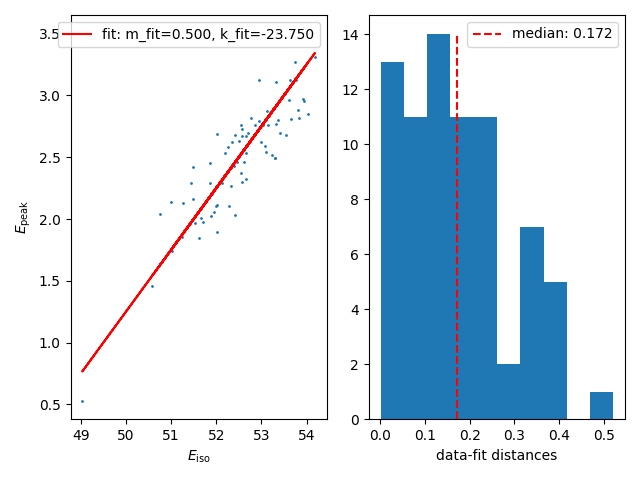 fit: m_fit=0.500, k_fit=-23.750
3.5
3.0
2.5
2.0
1.5
1.0
0.5
E_peak
49 50 51 52 53 54
E_iso
median: 0.172
14
12
10
8
6
4
2
0
0.0 0.1 0.2 0.3 0.4 0.5
data-fit distances